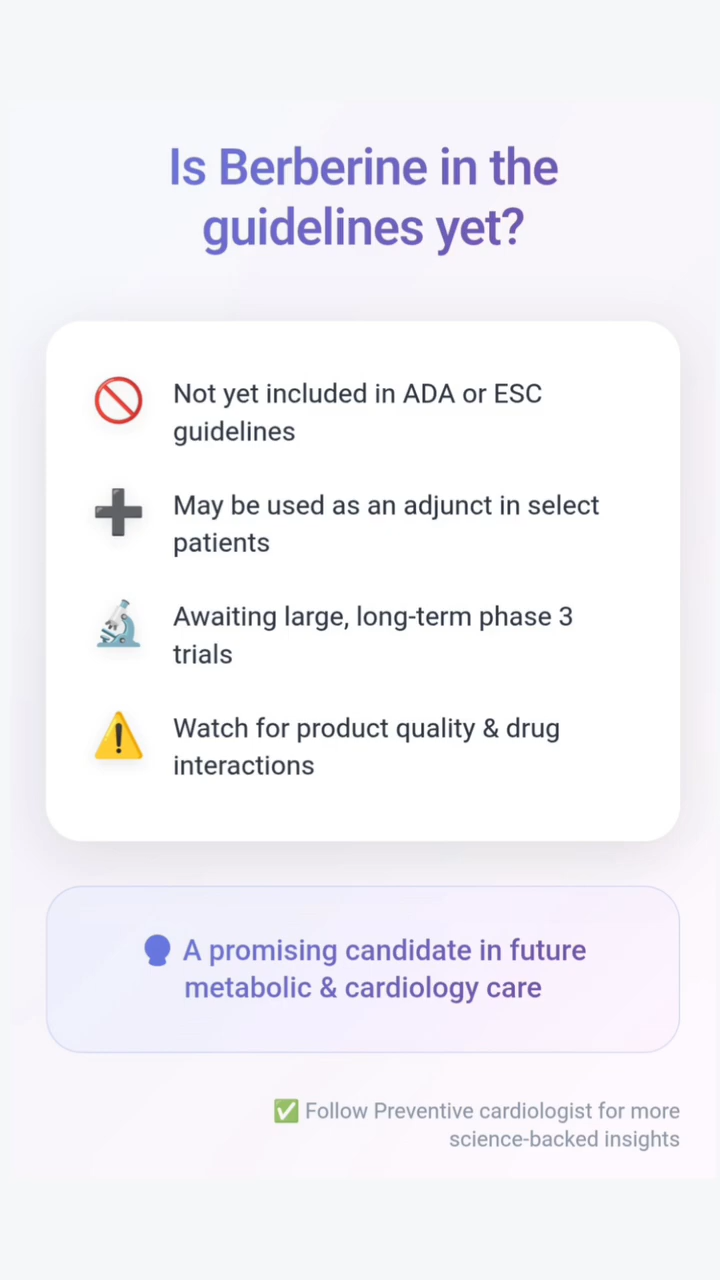 Is Berberine in the
guidelines yet?
Not yet included in ADA or ESC
guidelines
May be used as an adjunct in select
patients
Awaiting large, long-term phase 3
trials
Watch for product quality & drug
interactions
A promising candidate in future
metabolic & cardiology care
Follow Preventive cardiologist for more
science-backed insights